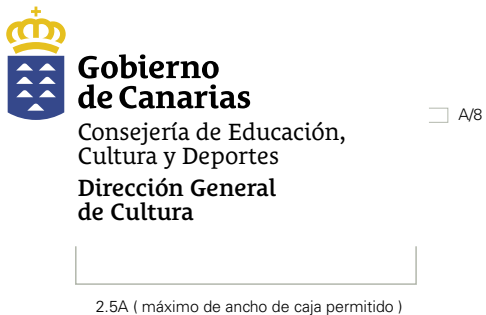 Gobierno
de Canarias
Consejería de Educación,
Cultura y Deportes
Dirección General
de Cultura
A/8
2.5A ( máximo de ancho de caja permitido )